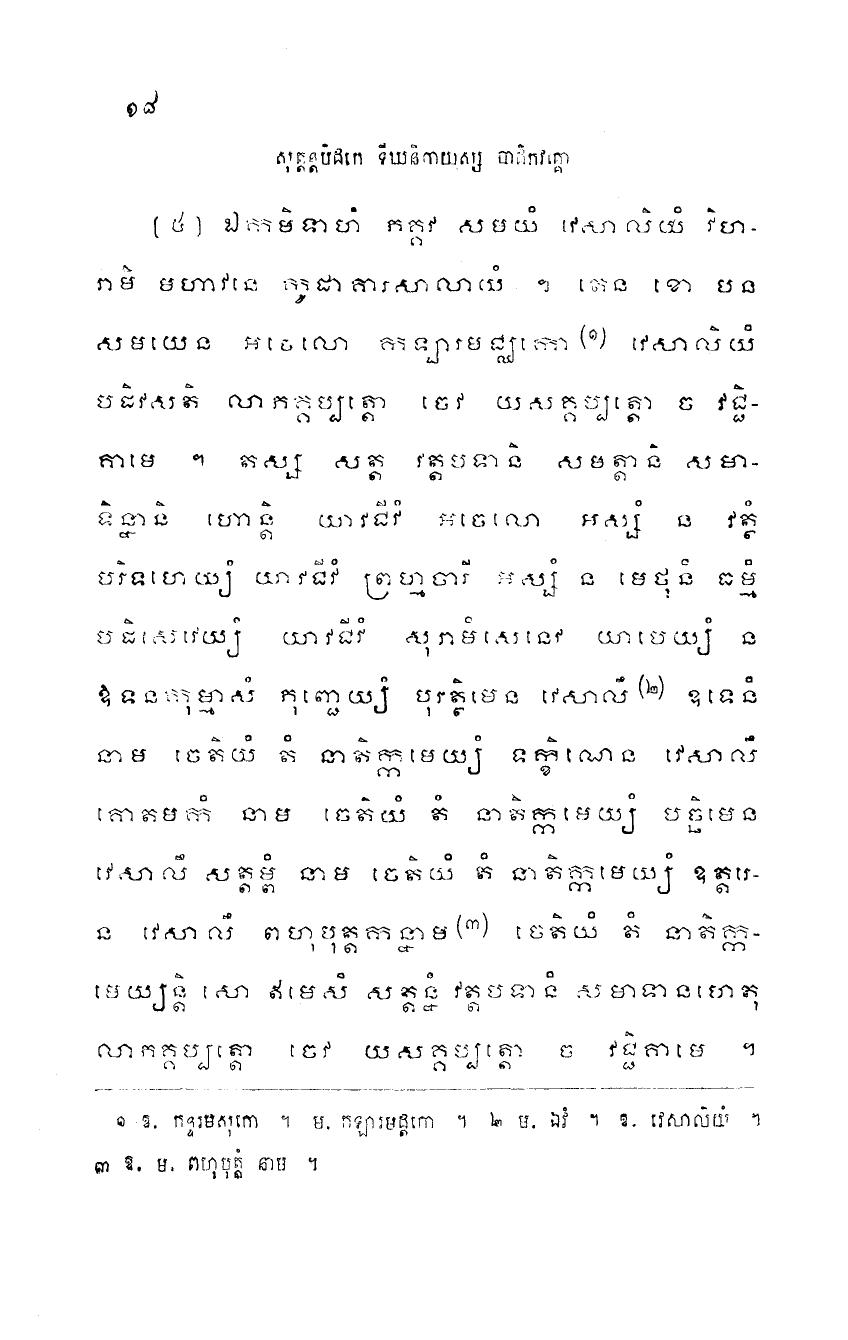 ១៨
សុត្តន្តបិដកេ ទីឃនិកាយស្ស បាដិកវគ្គោ
(៥) ឯកមិទាហំ ភគ្គវ សមយំ វេសាលិយំ វិហ-
រាមិ មហាវនេ កូដាគារសាលាយំ ។ តេន ខោ បន
សមយេន អចេលោ កឡារមជ្ឈកោ (១) វេសាលិយំ
បដិវសតិ លាភគ្គប្បត្តោ ចេវ យសគ្គប្បត្តោ ច វជ្ជិ-
គាមេ ។ តស្ស សត្ត វត្តបទានិ សមត្តានិ សមា-
ទិន្នានិ ហោន្តិ យាវជីវំ អចេលោ អស្សំ ន វត្ថំ
បរិទហេយ្យំ យាវជីវំ ព្រហ្មចារី អស្សំ ន មេថុនំ ធម្មំ
បដិសេវេយ្យំ យាវជីវំ សុរាមំសេនេវ យាបេយ្យំ ន
ឱទនកុម្មាសំ ភុញ្ជេយ្យំ បុរត្ថិមេន វេសាលឹ (២) ឧទេនំ
នាម ចេតិយំ តំ នាតិក្កមេយ្យំ ទក្ខិណេន វេសាលឹ
គោតមកំ នាម ចេតិយំ តំ នាតិក្កមេយ្យំ បច្ឆិមេន
វេសាលឹ សត្តម្ពំ នាម ចេតិយំ តំ នាតិក្កមេយ្យំ ឧត្តរេ-
ន វេសាលឹ ពហុបុត្តកន្នាម (៣) ចេតិយំ តំ នាតិក្ក-
មេយ្យន្តិ សោ ឥមេសំ សត្តន្នំ វត្តបទានំ សមាទានហេតុ
លាភគ្គប្បត្តោ ចេវ យសគ្គប្បត្តោ ច វជ្ជិគាមេ ។
១ ឱ. កន្ទរមសុកោ ។ ម. កឡារមដ្ដកោ ។ ២ ម. ឯវំ ។ ឱ. វេសាលិយំ ។
៣ ឱ. ម. ពហុបុត្តំ នាម ។